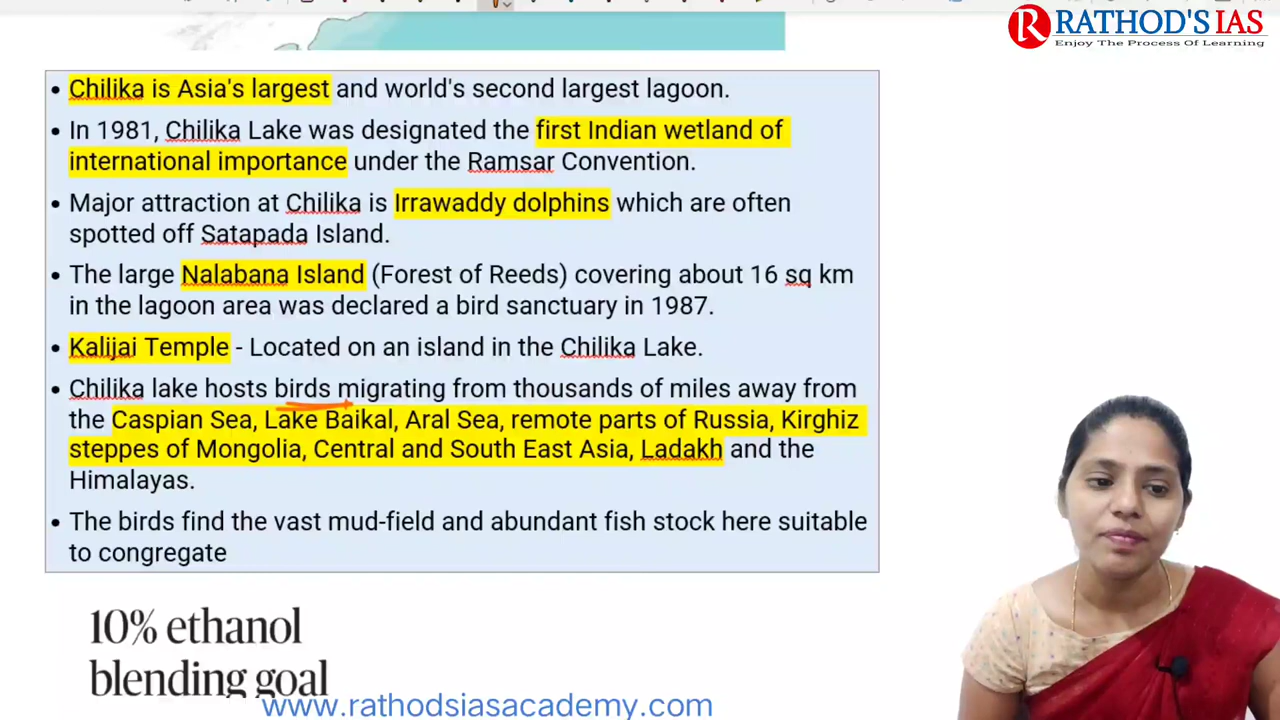 RATHOD'S IAS
Enjoy The Process Of Learning
• Chilika is Asia's largest and world's second largest lagoon.
• In 1981, Chilika Lake was designated the first Indian wetland of
international importance under the Ramsar Convention.
• Major attraction at Chilika is Irrawaddy dolphins which are often
spotted off Satapada Island.
• The large Nalabana Island (Forest of Reeds) covering about 16 sq km
in the lagoon area was declared a bird sanctuary in 1987.
• Kalijai Temple - Located on an island in the Chilika Lake.
• Chilika lake hosts birds migrating from thousands of miles away from
the Caspian Sea, Lake Baikal, Aral Sea, remote parts of Russia, Kirghiz
steppes of Mongolia, Central and South East Asia, Ladakh and the
Himalayas.
• The birds find the vast mud-field and abundant fish stock here suitable
to congregate
10% ethanol
blending goal
www.rathodsiasacademy.com